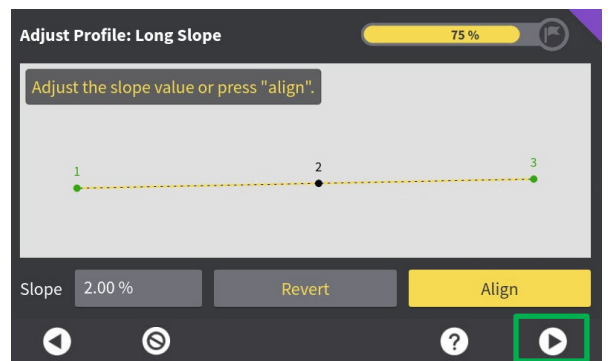 Adjust Profile: Long Slope
75 %
Adjust the slope value or press "align".
1
2
3
Slope 2.00 % Revert Align
?